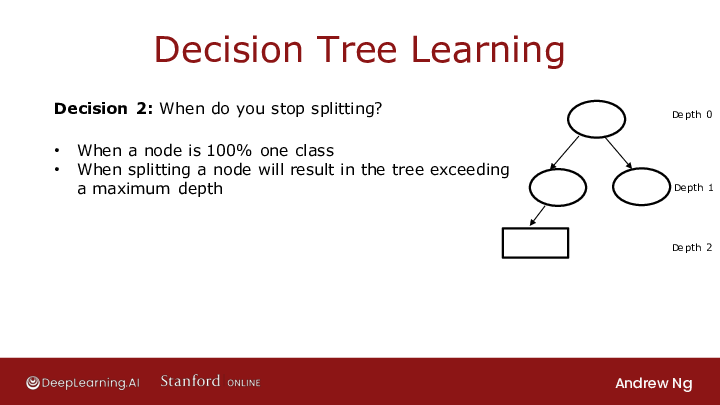 Decision Tree Learning
Decision 2: When do you stop splitting?
• When a node is 100% one class
• When splitting a node will result in the tree exceeding
a maximum depth
Depth 0
Depth 1
Depth 2
DeepLearning.AI
Stanford ONLINE
Andrew Ng